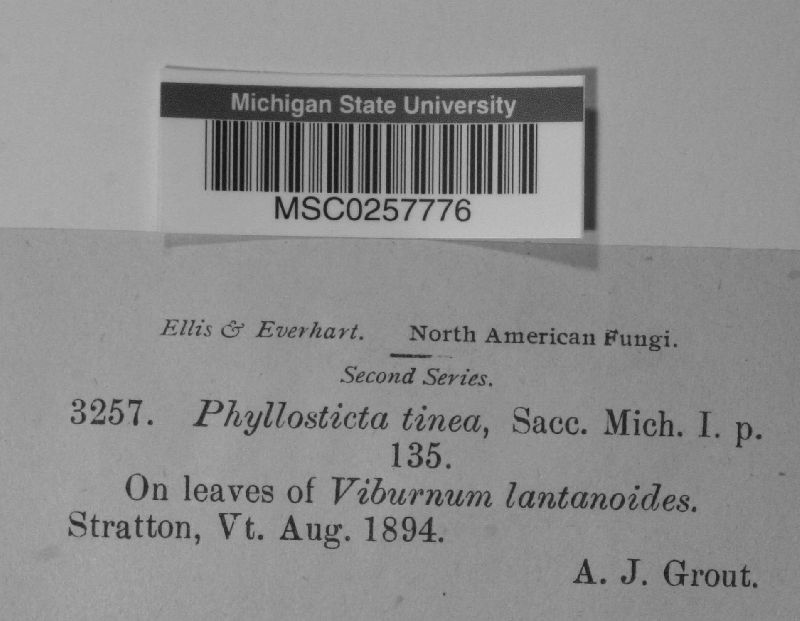 Michigan State University
MSC0257776
Ellis & Everhart. North American Fungi.
Second Series.
3257. Phyllosticta tinea, Sacc. Mich. I. p.
135.
On leaves of Viburnum lantanoides.
Stratton, Vt. Aug. 1894.
A. J. Grout.